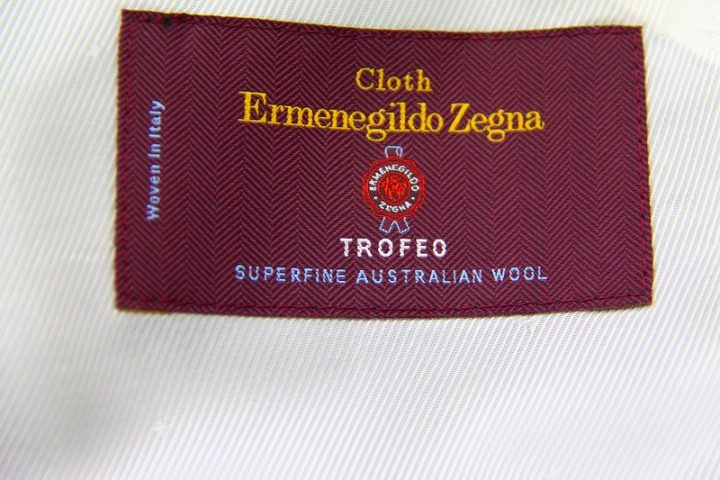 Cloth
Ermenegildo Zegna
Woven in Italy
ERMENEGILDO
ZEGNA
TROFEO
SUPERFINE AUSTRALIAN WOOL